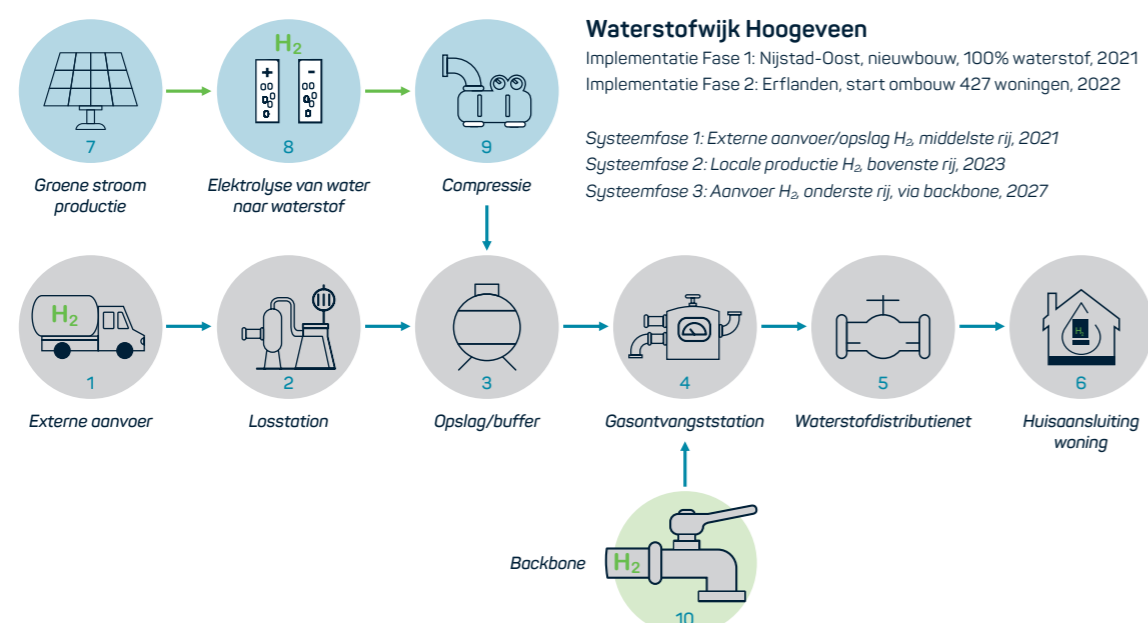 Waterstofwijk Hoogeveen
Implementatie Fase 1: Nijstad-Oost, nieuwbouw, 100% waterstof, 2021
Implementatie Fase 2: Erflanden, start ombouw 427 woningen, 2022
Systeemfase 1: Externe aanvoer/opslag H₂, middelste rij, 2021
Systeemfase 2: Locale productie H₂, bovenste rij, 2023
Systeemfase 3: Aanvoer H₂, onderste rij, via backbone, 2027
H₂
+ -
7
8
9
Groene stroom
productie
Elektrolyse van water
naar waterstof
Compressie
H₂
H₂
1
2
3
4
5
6
Externe aanvoer
Losstation
Opslag/buffer
Gasontvangststation
Waterstofdistributienet
Huisaansluiting
woning
Backbone
H₂
10